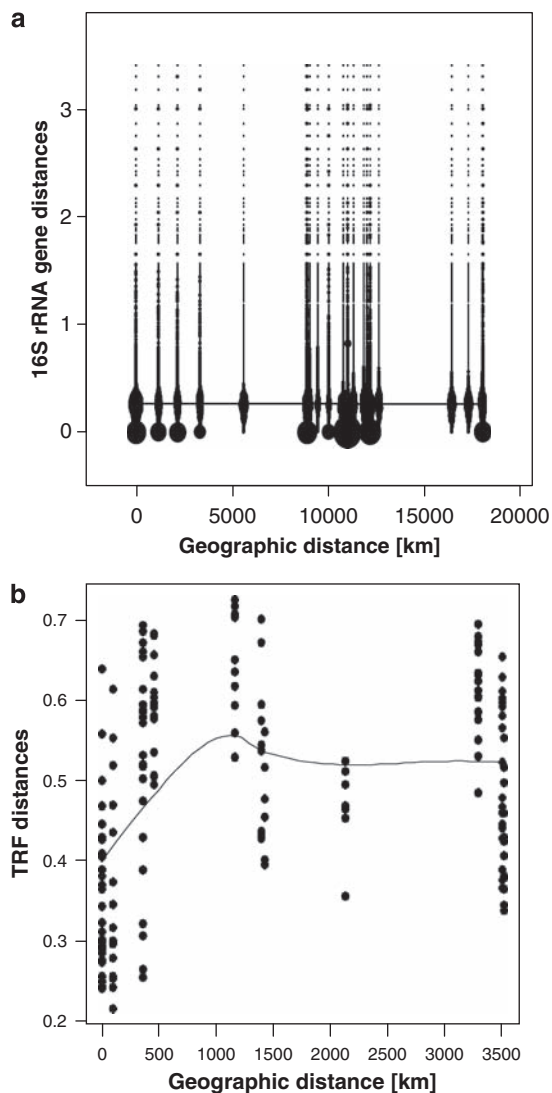 a
3
2
1
0
16S rRNA gene distances
0 5000 10000 15000 20000
Geographic distance [km]
b
0.7
0.6
0.5
0.4
0.3
0.2
TRF distances
0 500 1000 1500 2000 2500 3000 3500
Geographic distance [km]